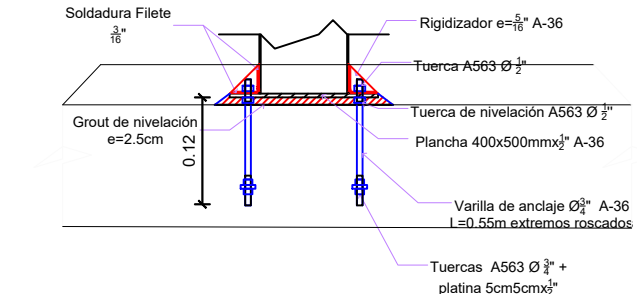 Soldadura Filete
3/16"
Rigidizador e=5/16" A-36
Tuerca A563 Ø 1/2"
Grout de nivelación
e=2.5cm
0.12
Tuerca de nivelación A563 Ø 1/2"
Plancha 400x500mmx1/2" A-36
Varilla de anclaje Ø3/4" A-36
L=0.55m extremos roscados
Tuercas A563 Ø 3/4" +
platina 5cm5cmx1/2"